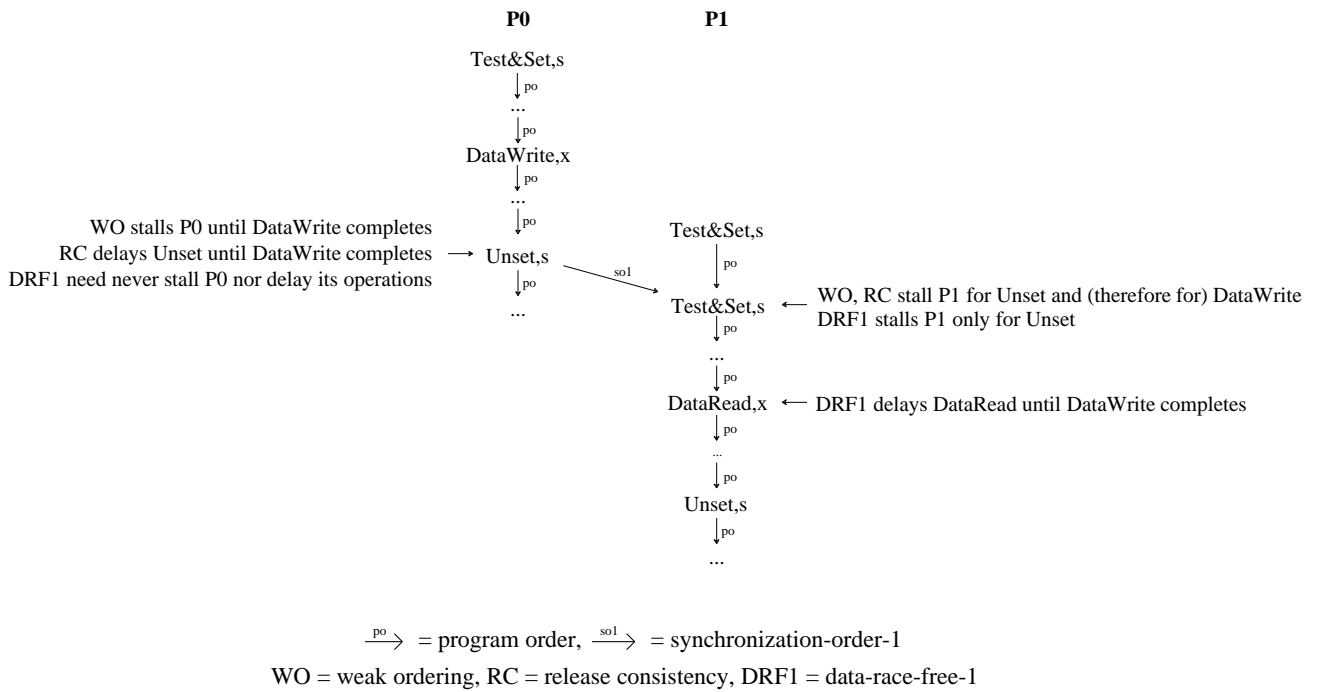 P0 P1
Test&Set,s
po
...
po
DataWrite,x
po
...
po
WO stalls P0 until DataWrite completes
RC delays Unset until DataWrite completes
DRF1 need never stall P0 nor delay its operations
Unset,s
po
...
so1
Test&Set,s
po
Test&Set,s
WO, RC stall P1 for Unset and (therefore for) DataWrite
DRF1 stalls P1 only for Unset
po
...
po
DataRead,x
DRF1 delays DataRead until DataWrite completes
po
...
po
Unset,s
po
...
po = program order, so1 = synchronization-order-1
WO = weak ordering, RC = release consistency, DRF1 = data-race-free-1